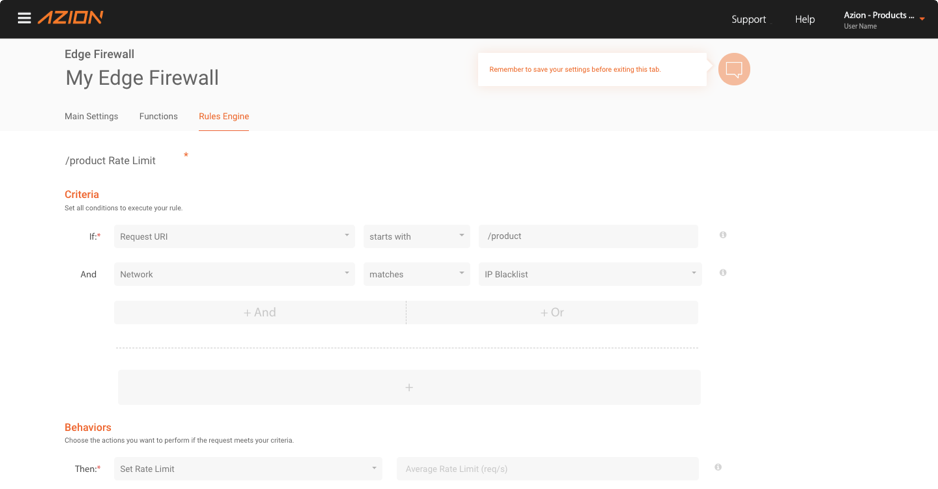 AZION
Support
Help
Azion - Products ...
User Name
Edge Firewall
My Edge Firewall
Remember to save your settings before exiting this tab.
Main Settings
Functions
Rules Engine
/product Rate Limit
*
Criteria
Set all conditions to execute your rule.
If:*
Request URI
starts with
/product
And
Network
matches
IP Blacklist
+ And
+ Or
+
Behaviors
Choose the actions you want to perform if the request meets your criteria.
Then:*
Set Rate Limit
Average Rate Limit (req/s)